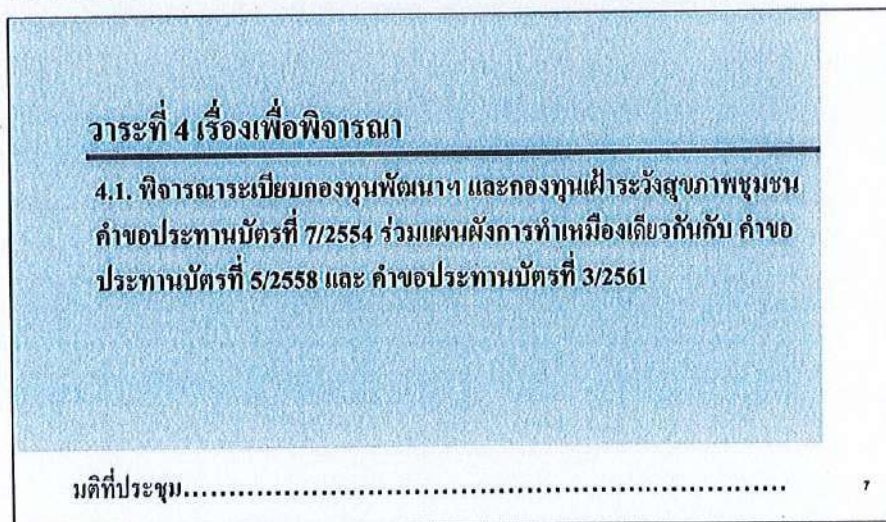 วาระที่ 4 เรื่องเพื่อพิจารณา
4.1. พิจารณาระเบียบกองทุนพัฒนาฯ และกองทุนเฝ้าระวังสุขภาพชุมชน
คำขอประทานบัตรที่ 7/2554 ร่วมแผนผังการทำเหมืองเดียวกันกับ คำขอ
ประทานบัตรที่ 5/2558 และ คำขอประทานบัตรที่ 3/2561
มติที่ประชุม..................................................................
7